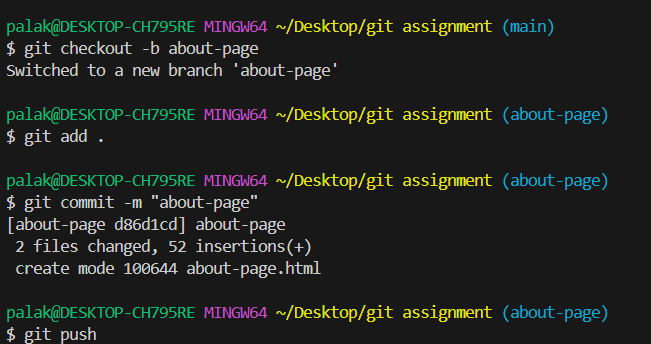 palak@DESKTOP-CH795RE MINGW64 ~/Desktop/git assignment (main)
$ git checkout -b about-page
Switched to a new branch 'about-page'
palak@DESKTOP-CH795RE MINGW64 ~/Desktop/git assignment (about-page)
$ git add .
palak@DESKTOP-CH795RE MINGW64 ~/Desktop/git assignment (about-page)
$ git commit -m "about-page"
[about-page d86d1cd] about-page
 2 files changed, 52 insertions(+)
 create mode 100644 about-page.html
palak@DESKTOP-CH795RE MINGW64 ~/Desktop/git assignment (about-page)
$ git push